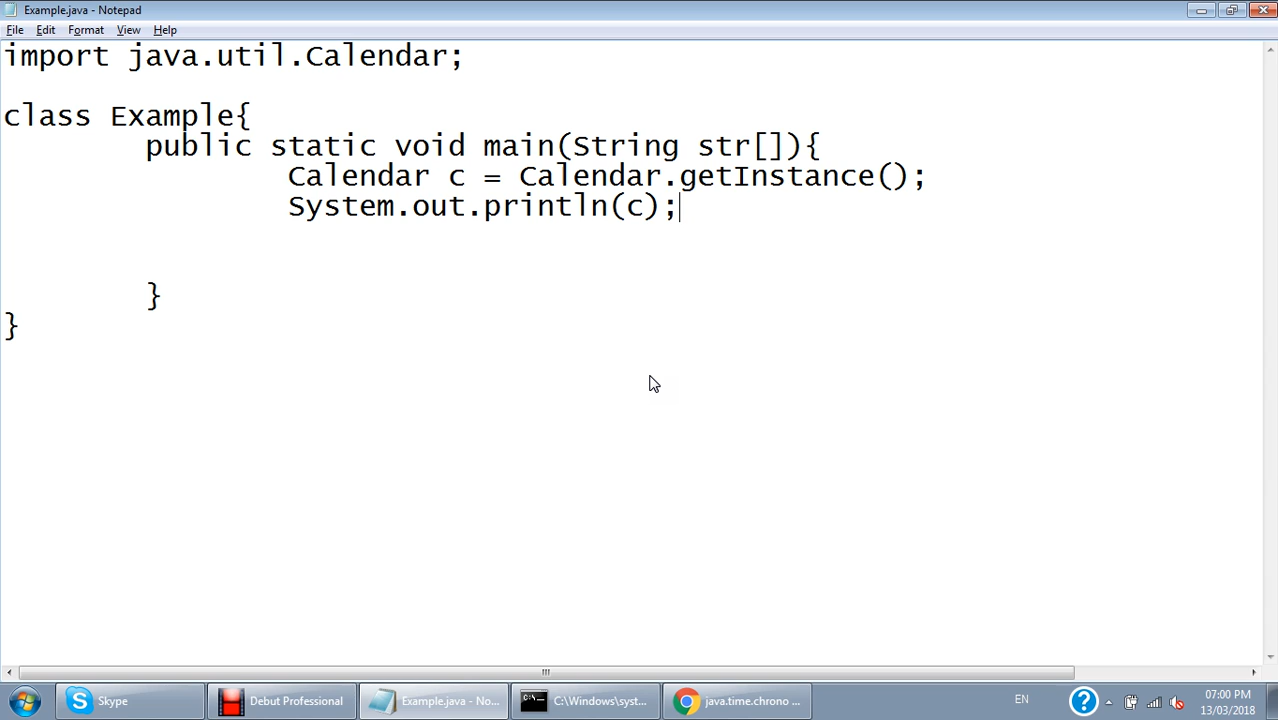 Example.java - Notepad
File Edit Format View Help
import java.util.Calendar;
class Example{
public static void main(String str[]){
Calendar c = Calendar.getInstance();
System.out.println(c);
}
}
Skype
Debut Professional
Example.java - No...
C:\Windows\syst...
java.time.chrono ...
EN
07:00 PM
13/03/2018